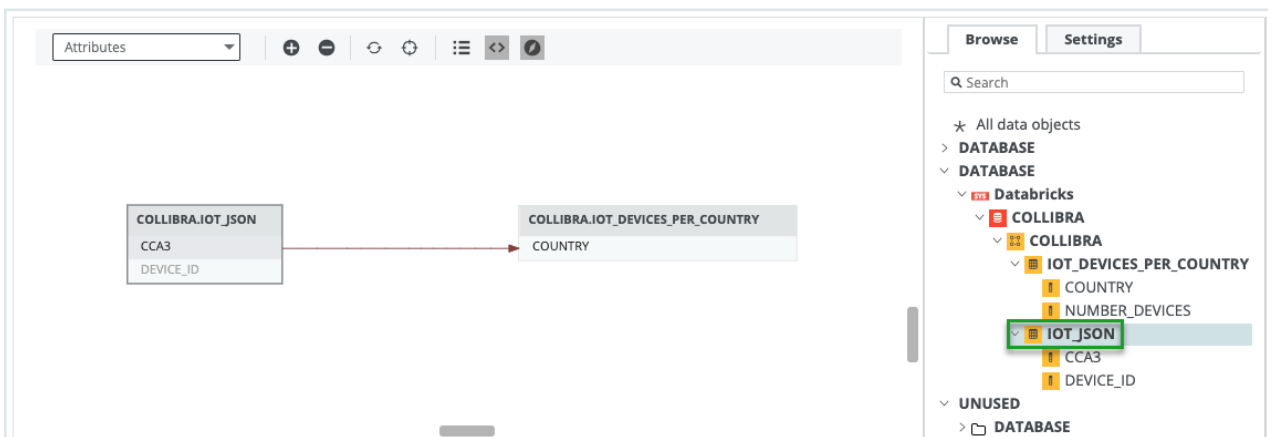 Attributes
COLLIBRA.IOT_JSON
CCA3
DEVICE_ID
COLLIBRA.IOT_DEVICES_PER_COUNTRY
COUNTRY
Browse
Settings
Search
All data objects
DATABASE
DATABASE
SYS Databricks
COLLIBRA
COLLIBRA
IOT_DEVICES_PER_COUNTRY
COUNTRY
NUMBER_DEVICES
IOT_JSON
CCA3
DEVICE_ID
UNUSED
DATABASE